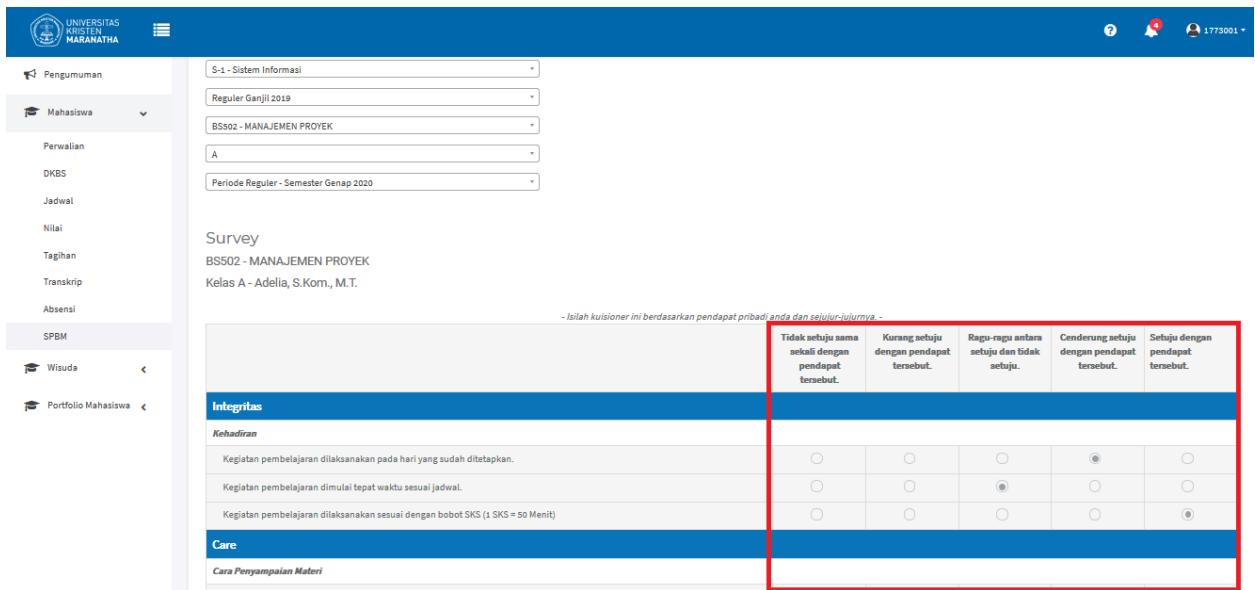 UNIVERSITAS
KRISTEN
MARANATHA
4
1773001
Pengumuman
Mahasiswa
Perwalian
DKBS
Jadwal
Nilai
Tagihan
Transkrip
Absensi
SPBM
Wisuda
Portfolio Mahasiswa
S-1 - Sistem Informasi
Reguler Ganjil 2019
BS502 - MANAJEMEN PROYEK
A
Periode Reguler - Semester Genap 2020
Survey
BS502 - MANAJEMEN PROYEK
Kelas A - Adelia, S.Kom., M.T.
- Isilah kuisioner ini berdasarkan pendapat pribadi anda dan sejujur-jujurnya. -
Tidak setuju sama
sekali dengan
pendapat
tersebut.
Kurang setuju
dengan pendapat
tersebut.
Ragu-ragu antara
setuju dan tidak
setuju.
Cenderung setuju
dengan pendapat
tersebut.
Setuju dengan
pendapat
tersebut.
Integritas
Kehadiran
Kegiatan pembelajaran dilaksanakan pada hari yang sudah ditetapkan.
Kegiatan pembelajaran dimulai tepat waktu sesuai jadwal.
Kegiatan pembelajaran dilaksanakan sesuai dengan bobot SKS (1 SKS = 50 Menit)
Care
Cara Penyampaian Materi